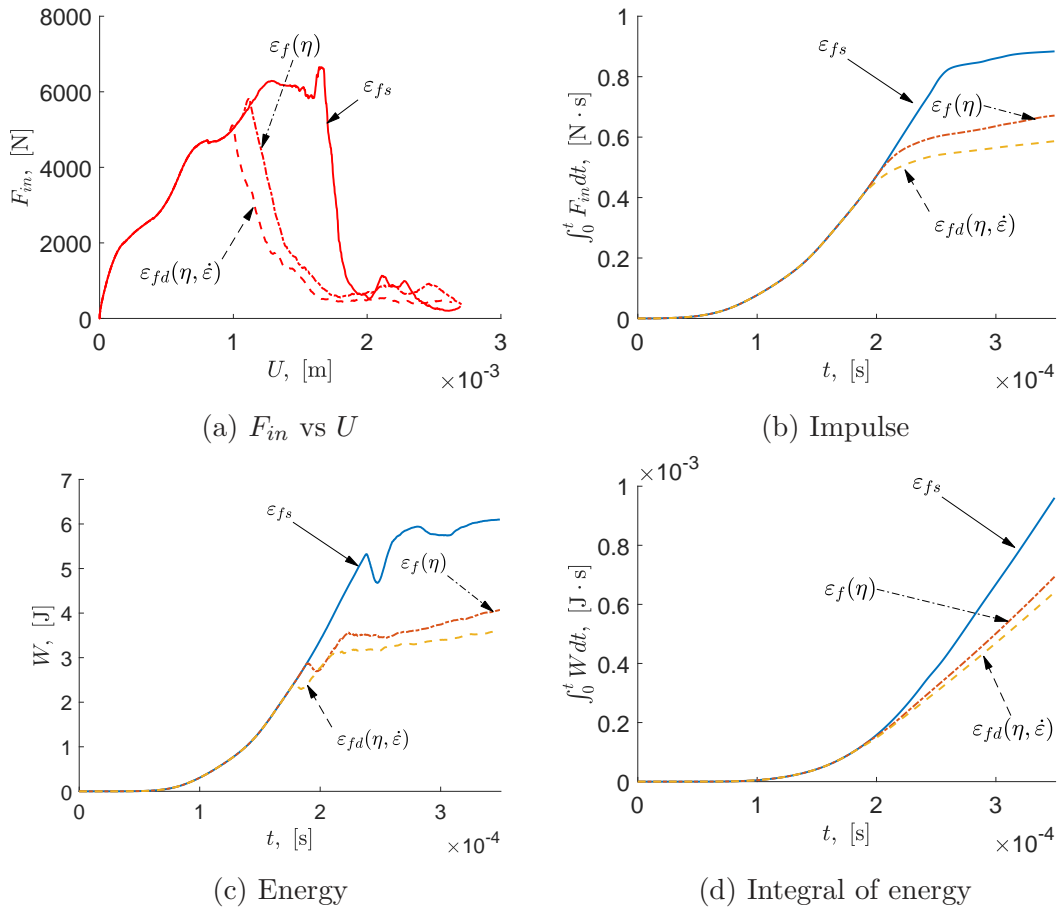 8000
6000
4000
2000
0
F_in, [N]
ε_f(η)
ε_fs
ε_fd(η, ε̇)
0 1 2 3
U, [m]
×10^-3
(a) F_in vs U
1
0.8
0.6
0.4
0.2
0
∫_0^t F_in dt, [N · s]
ε_fs
ε_f(η)
ε_fd(η, ε̇)
0 1 2 3
t, [s]
×10^-4
(b) Impulse
7
6
5
4
3
2
1
0
W, [J]
ε_fs
ε_f(η)
ε_fd(η, ε̇)
0 1 2 3
t, [s]
×10^-4
(c) Energy
×10^-3
1
0.8
0.6
0.4
0.2
0
∫_0^t W dt, [J · s]
ε_fs
ε_f(η)
ε_fd(η, ε̇)
0 1 2 3
t, [s]
×10^-4
(d) Integral of energy